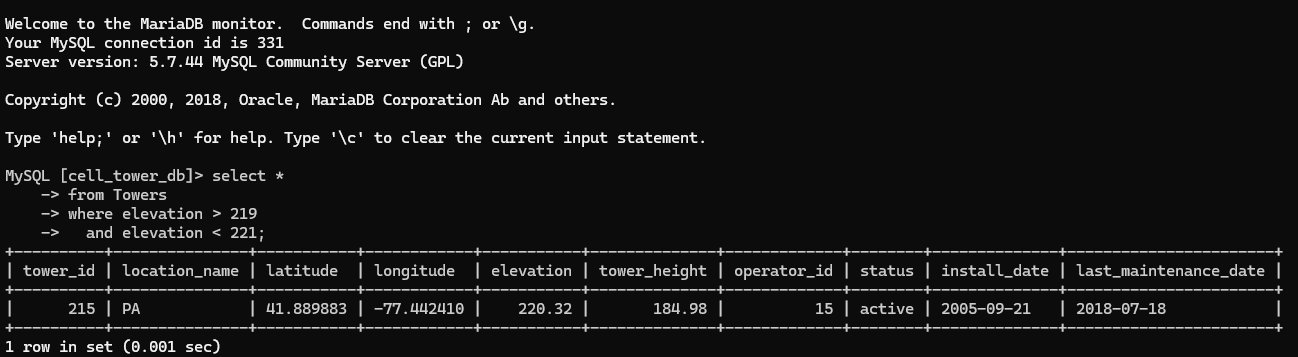 Welcome to the MariaDB monitor.  Commands end with ; or \g.
Your MySQL connection id is 331
Server version: 5.7.44 MySQL Community Server (GPL)

Copyright (c) 2000, 2018, Oracle, MariaDB Corporation Ab and others.

Type 'help;' or '\h' for help. Type '\c' to clear the current input statement.

MySQL [cell_tower_db]> select *
    -> from Towers
    -> where elevation > 219
    ->   and elevation < 221;
+----------+---------------+-----------+------------+-----------+--------------+-------------+--------+--------------+-----------------------+
| tower_id | location_name | latitude  | longitude  | elevation | tower_height | operator_id | status | install_date | last_maintenance_date |
+----------+---------------+-----------+------------+-----------+--------------+-------------+--------+--------------+-----------------------+
|      215 | PA            | 41.889883 | -77.442410 |    220.32 |       184.98 |          15 | active | 2005-09-21   | 2018-07-18            |
+----------+---------------+-----------+------------+-----------+--------------+-------------+--------+--------------+-----------------------+
1 row in set (0.001 sec)